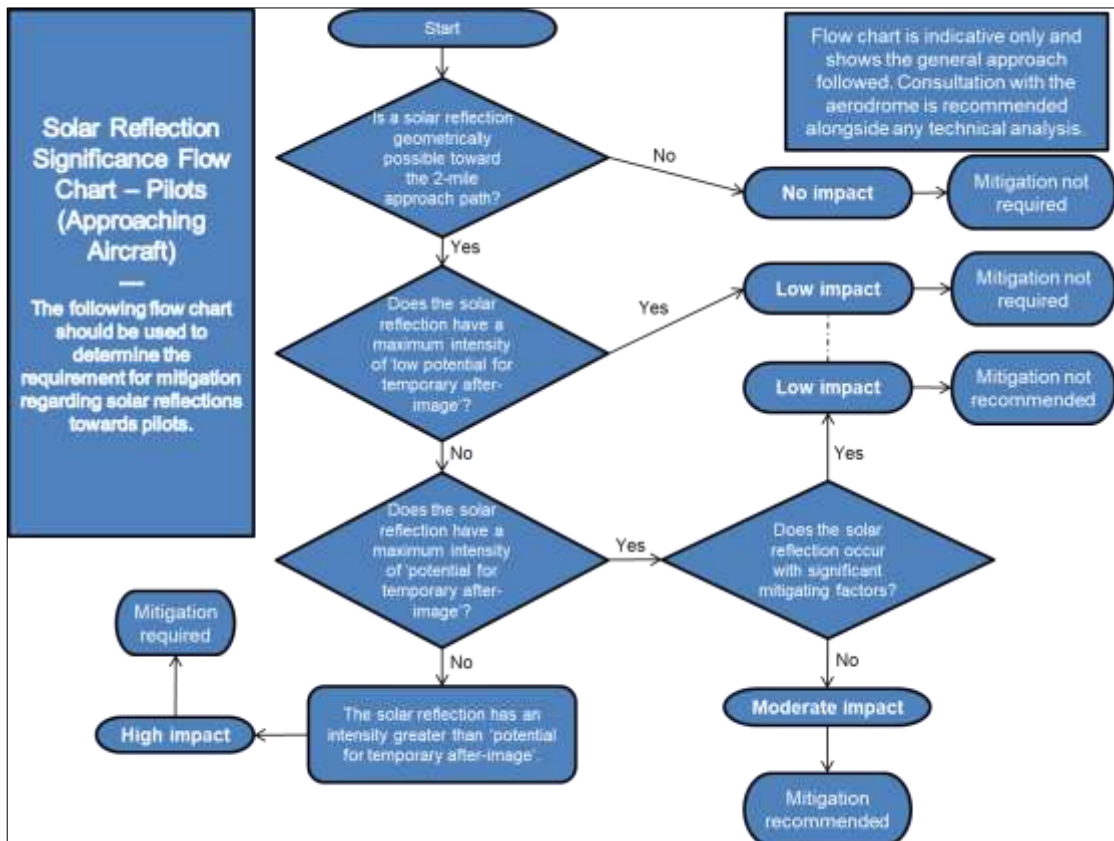 Solar Reflection
Significance Flow
Chart – Pilots
(Approaching
Aircraft)
—
The following flow chart
should be used to
determine the
requirement for mitigation
regarding solar reflections
towards pilots.
Start
Flow chart is indicative only and
shows the general approach
followed. Consultation with the
aerodrome is recommended
alongside any technical analysis.
Is a solar reflection
geometrically
possible toward
the 2-mile
approach path?
No
No impact
Mitigation not
required
Yes
Does the solar
reflection have a
maximum intensity
of 'low potential for
temporary after-
image'?
Yes
Low impact
Mitigation not
required
Low impact
Mitigation not
recommended
No
Yes
Does the solar
reflection have a
maximum intensity
of 'potential for
temporary after-
image'?
Yes
Does the solar
reflection occur
with significant
mitigating factors?
Mitigation
required
No
No
High impact
The solar reflection has an
intensity greater than 'potential
for temporary after-image'.
Moderate impact
Mitigation
recommended